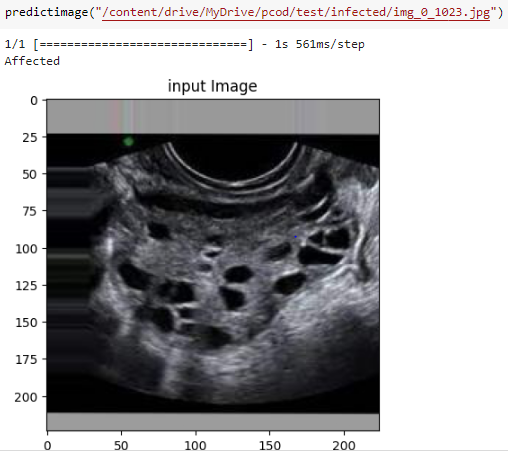 predictimage("/content/drive/MyDrive/pcod/test/infected/img_0_1023.jpg")
1/1 [==============================] - 1s 561ms/step
Affected
input Image
0
25
50
75
100
125
150
175
200
0 50 100 150 200